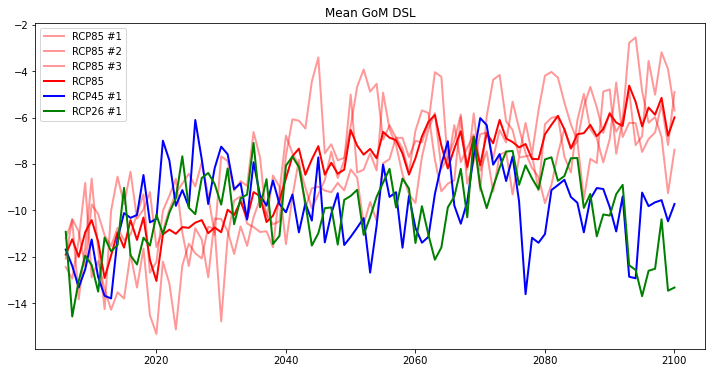 Mean GoM DSL
−2
−4
−6
−8
−10
−12
−14
RCP85 #1
RCP85 #2
RCP85 #3
RCP85
RCP45 #1
RCP26 #1
2020
2040
2060
2080
2100